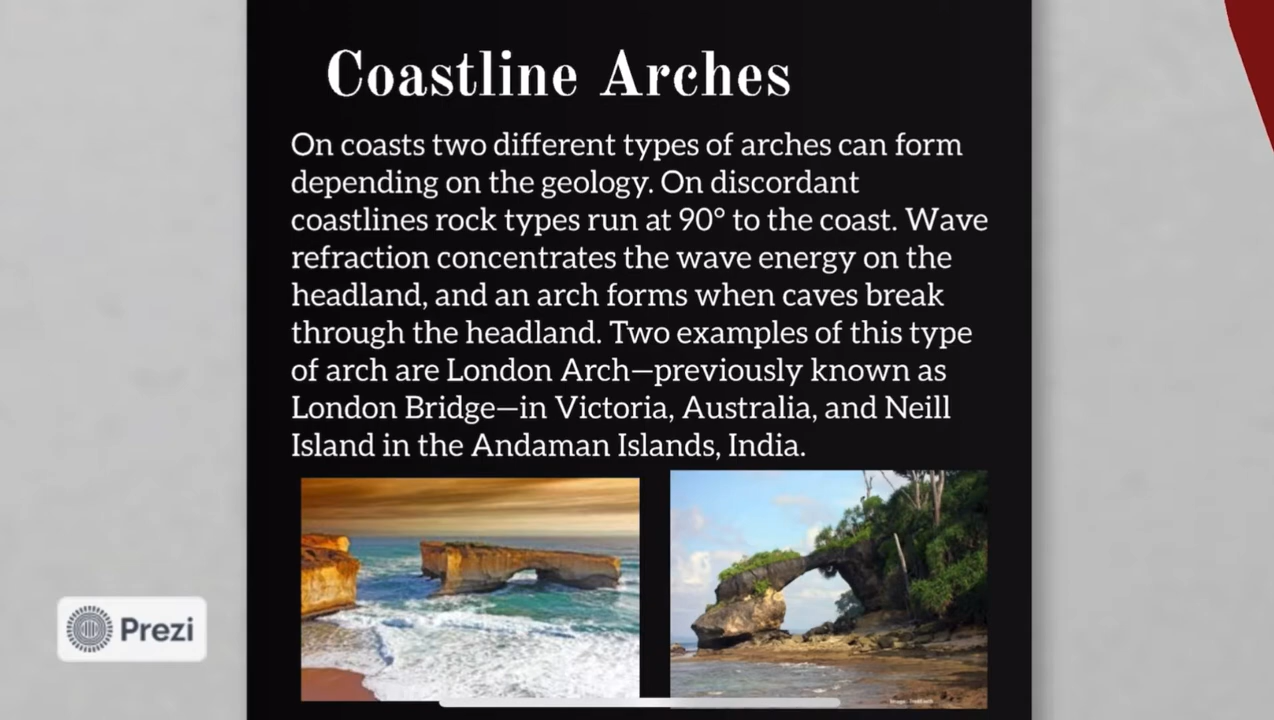 Coastline Arches
On coasts two different types of arches can form
depending on the geology. On discordant
coastlines rock types run at 90° to the coast. Wave
refraction concentrates the wave energy on the
headland, and an arch forms when caves break
through the headland. Two examples of this type
of arch are London Arch—previously known as
London Bridge—in Victoria, Australia, and Neill
Island in the Andaman Islands, India.
Prezi